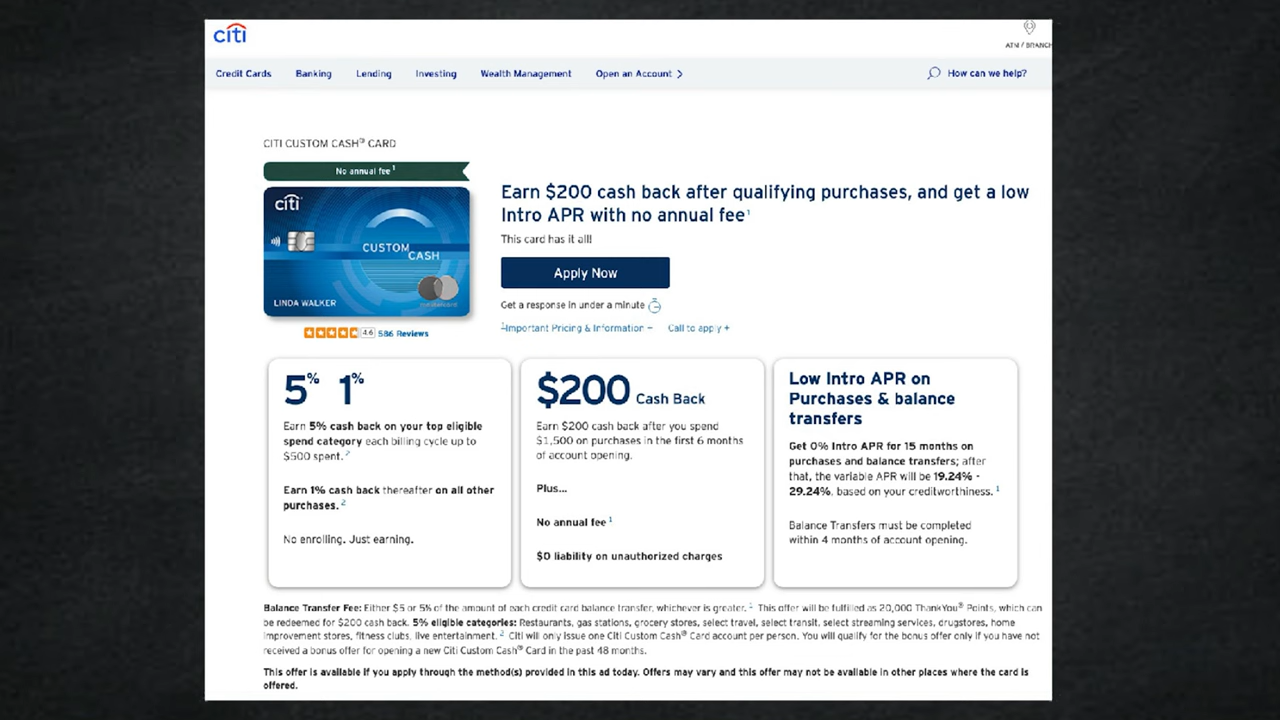 citi
ATM / BRANCH
Credit Cards Banking Lending Investing Wealth Management Open an Account How can we help?
CITI CUSTOM CASH® CARD
No annual fee¹
citi
CUSTOM
CASH
LINDA WALKER
mastercard
4.6 586 Reviews
Earn $200 cash back after qualifying purchases, and get a low
Intro APR with no annual fee¹
This card has it all!
Apply Now
Get a response in under a minute
¹Important Pricing & Information – Call to apply +
5% 1%
Earn 5% cash back on your top eligible
spend category each billing cycle up to
$500 spent.²
Earn 1% cash back thereafter on all other
purchases.²
No enrolling. Just earning.
$200 Cash Back
Earn $200 cash back after you spend
$1,500 on purchases in the first 6 months
of account opening.
Plus...
No annual fee¹
$0 liability on unauthorized charges
Low Intro APR on
Purchases & balance
transfers
Get 0% Intro APR for 15 months on
purchases and balance transfers; after
that, the variable APR will be 19.24% -
29.24%, based on your creditworthiness.¹
Balance Transfers must be completed
within 4 months of account opening.
Balance Transfer Fee: Either $5 or 5% of the amount of each credit card balance transfer, whichever is greater.¹ This offer will be fulfilled as 20,000 ThankYou® Points, which can
be redeemed for $200 cash back. 5% eligible categories: Restaurants, gas stations, grocery stores, select travel, select transit, select streaming services, drugstores, home
improvement stores, fitness clubs, live entertainment.² Citi will only issue one Citi Custom Cash® Card account per person. You will qualify for the bonus offer only if you have not
received a bonus offer for opening a new Citi Custom Cash® Card in the past 48 months.
This offer is available if you apply through the method(s) provided in this ad today. Offers may vary and this offer may not be available in other places where the card is
offered.